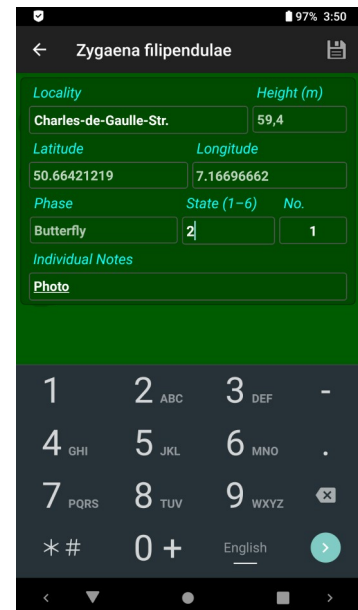 97% 3:50
Zygaena filipendulae
Locality Height (m)
Charles-de-Gaulle-Str. 59,4
Latitude Longitude
50.66421219 7.16696662
Phase State (1–6) No.
Butterfly 2 1
Individual Notes
Photo
1 2 ABC 3 DEF -
4 GHI 5 JKL 6 MNO .
7 PQRS 8 TUV 9 WXYZ
*# 0 + English